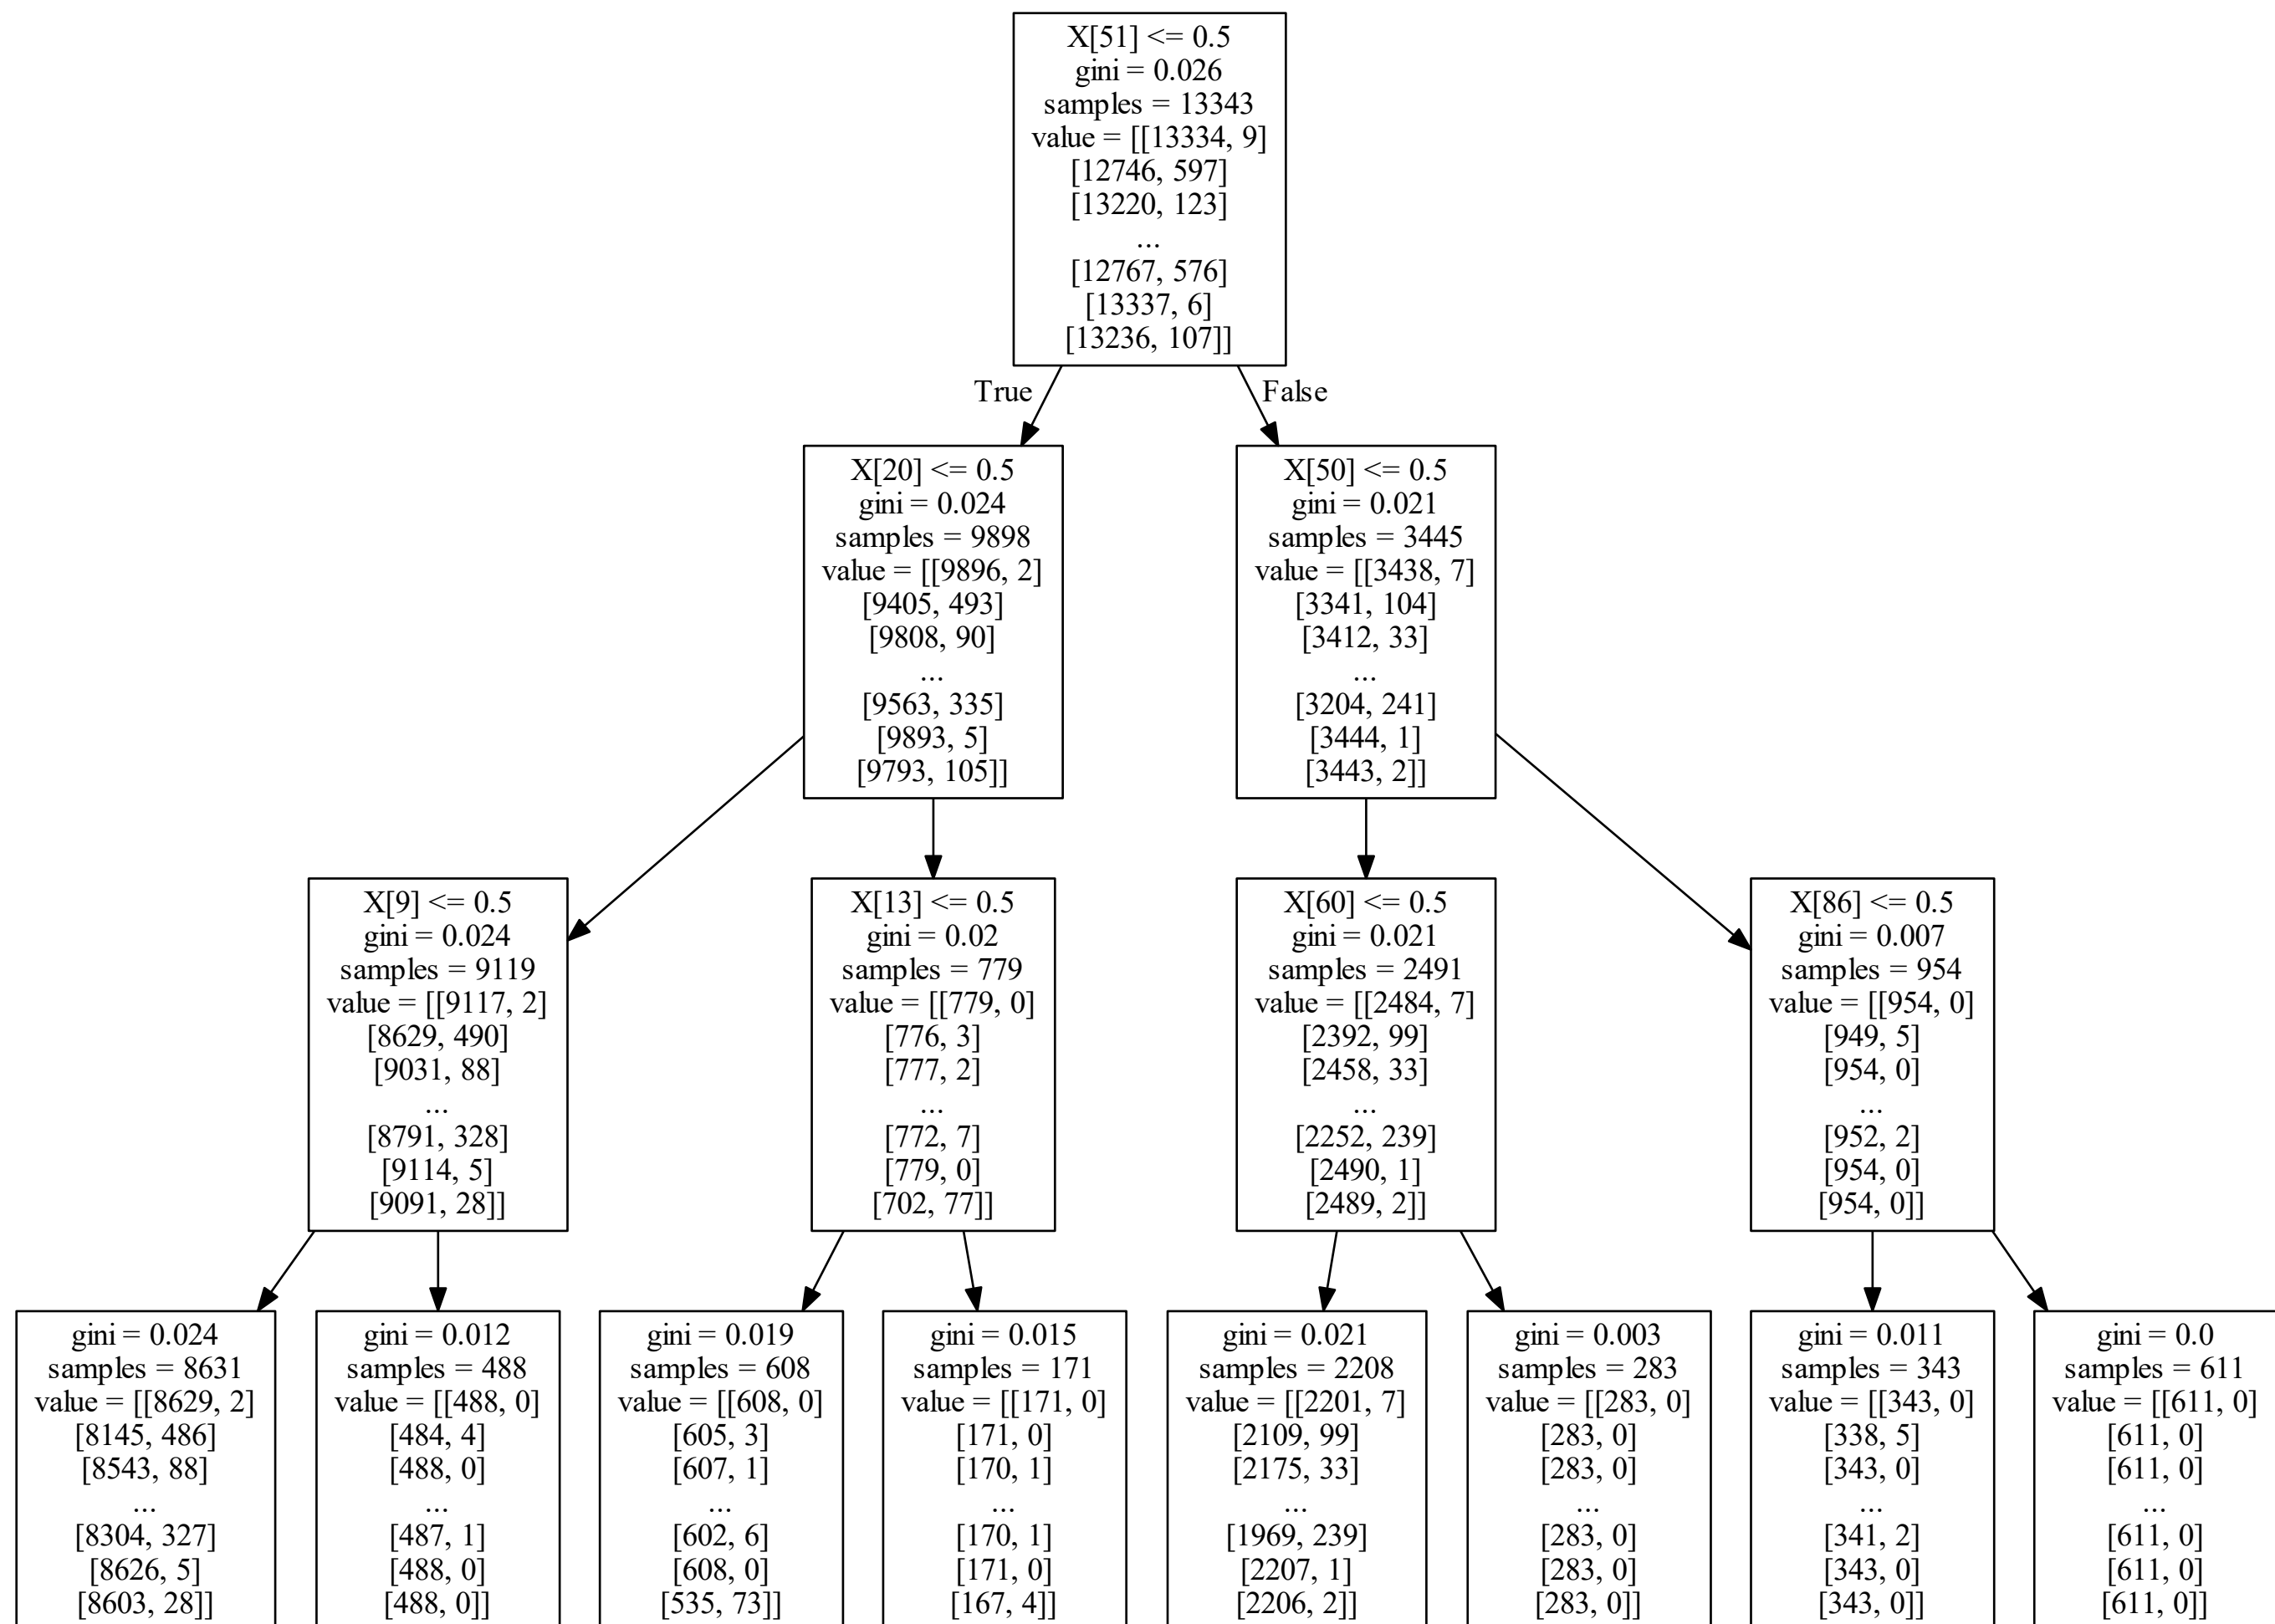 X[51] <= 0.5
gini = 0.026
samples = 13343
value = [[13334, 9]
[12746, 597]
[13220, 123]
...
[12767, 576]
[13337, 6]
[13236, 107]]
True
False
X[20] <= 0.5
gini = 0.024
samples = 9898
value = [[9896, 2]
[9405, 493]
[9808, 90]
...
[9563, 335]
[9893, 5]
[9793, 105]]
X[50] <= 0.5
gini = 0.021
samples = 3445
value = [[3438, 7]
[3341, 104]
[3412, 33]
...
[3204, 241]
[3444, 1]
[3443, 2]]
X[9] <= 0.5
gini = 0.024
samples = 9119
value = [[9117, 2]
[8629, 490]
[9031, 88]
...
[8791, 328]
[9114, 5]
[9091, 28]]
X[13] <= 0.5
gini = 0.02
samples = 779
value = [[779, 0]
[776, 3]
[777, 2]
...
[772, 7]
[779, 0]
[702, 77]]
X[60] <= 0.5
gini = 0.021
samples = 2491
value = [[2484, 7]
[2392, 99]
[2458, 33]
...
[2252, 239]
[2490, 1]
[2489, 2]]
X[86] <= 0.5
gini = 0.007
samples = 954
value = [[954, 0]
[949, 5]
[954, 0]
...
[952, 2]
[954, 0]
[954, 0]]
gini = 0.024
samples = 8631
value = [[8629, 2]
[8145, 486]
[8543, 88]
...
[8304, 327]
[8626, 5]
[8603, 28]]
gini = 0.012
samples = 488
value = [[488, 0]
[484, 4]
[488, 0]
...
[487, 1]
[488, 0]
[488, 0]]
gini = 0.019
samples = 608
value = [[608, 0]
[605, 3]
[607, 1]
...
[602, 6]
[608, 0]
[535, 73]]
gini = 0.015
samples = 171
value = [[171, 0]
[171, 0]
[170, 1]
...
[170, 1]
[171, 0]
[167, 4]]
gini = 0.021
samples = 2208
value = [[2201, 7]
[2109, 99]
[2175, 33]
...
[1969, 239]
[2207, 1]
[2206, 2]]
gini = 0.003
samples = 283
value = [[283, 0]
[283, 0]
[283, 0]
...
[283, 0]
[283, 0]
[283, 0]]
gini = 0.011
samples = 343
value = [[343, 0]
[338, 5]
[343, 0]
...
[341, 2]
[343, 0]
[343, 0]]
gini = 0.0
samples = 611
value = [[611, 0]
[611, 0]
[611, 0]
...
[611, 0]
[611, 0]
[611, 0]]